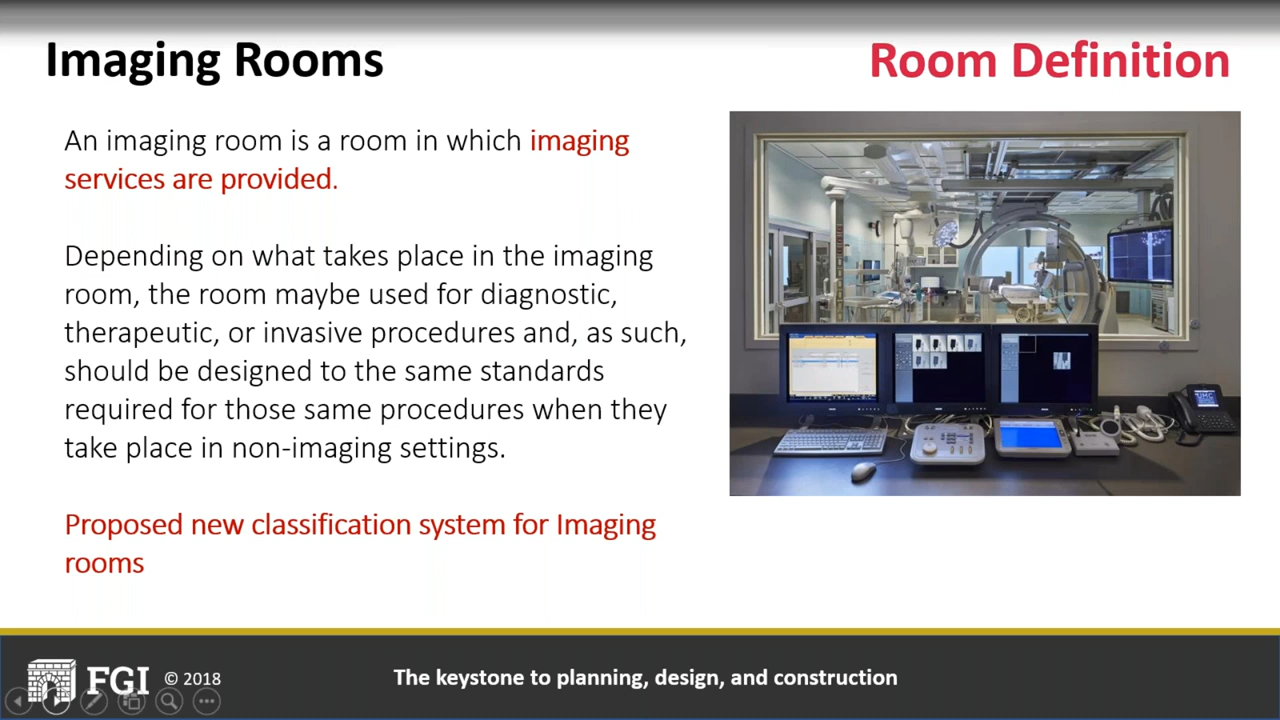 Imaging Rooms
Room Definition
An imaging room is a room in which imaging
services are provided.
Depending on what takes place in the imaging
room, the room maybe used for diagnostic,
therapeutic, or invasive procedures and, as such,
should be designed to the same standards
required for those same procedures when they
take place in non-imaging settings.
Proposed new classification system for Imaging
rooms
UMC
FGI © 2018
The keystone to planning, design, and construction